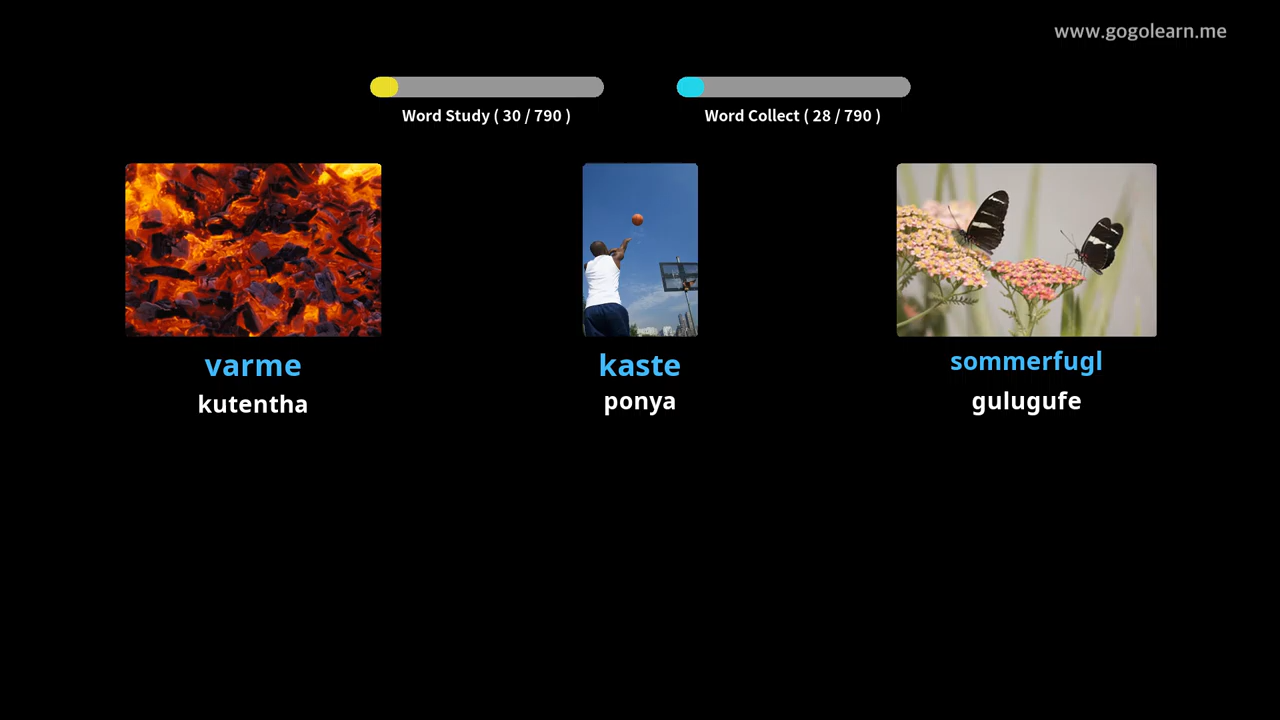 www.gogolearn.me
Word Study ( 30 / 790 )
Word Collect ( 28 / 790 )
varme
kutentha
kaste
ponya
sommerfugl
gulugufe